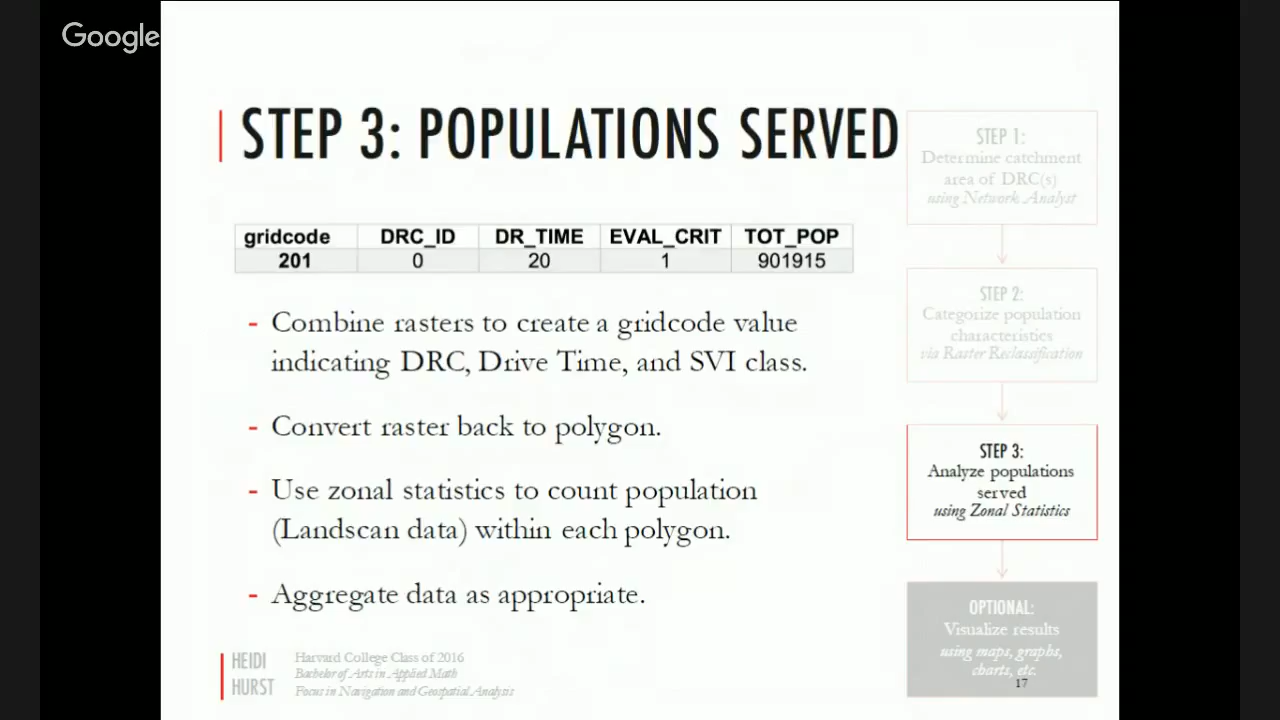 Google
STEP 3: POPULATIONS SERVED
gridcode DRC_ID DR_TIME EVAL_CRIT TOT_POP
201 0 20 1 901915
- Combine rasters to create a gridcode value
indicating DRC, Drive Time, and SVI class.
- Convert raster back to polygon.
- Use zonal statistics to count population
(Landscan data) within each polygon.
- Aggregate data as appropriate.
STEP 1:
Determine catchment
area of DRC(s)
using Network Analyst
STEP 2:
Categorize population
characteristics
via Raster Reclassification
STEP 3:
Analyze populations
served
using Zonal Statistics
OPTIONAL:
Visualize results
using maps, graphs,
charts, etc.
17
HEIDI
HURST
Harvard College Class of 2016
Bachelor of Arts in Applied Math
Focus in Navigation and Geospatial Analysis